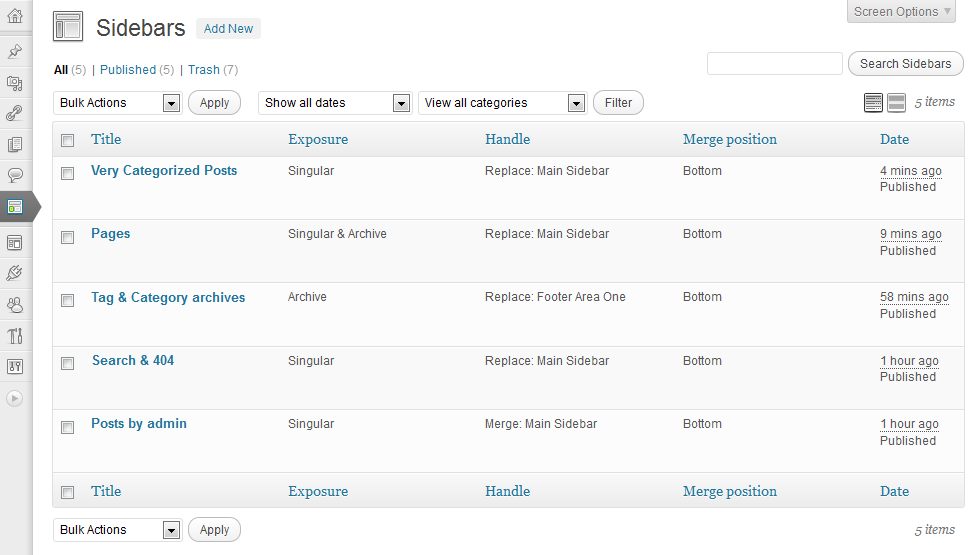 Screen Options
Sidebars Add New
All (5) | Published (5) | Trash (7)
Search Sidebars
Bulk Actions Apply Show all dates View all categories Filter 5 items
Title Exposure Handle Merge position Date
Very Categorized Posts Singular Replace: Main Sidebar Bottom 4 mins ago
Published
Pages Singular & Archive Replace: Main Sidebar Bottom 9 mins ago
Published
Tag & Category archives Archive Replace: Footer Area One Bottom 58 mins ago
Published
Search & 404 Singular Replace: Main Sidebar Bottom 1 hour ago
Published
Posts by admin Singular Merge: Main Sidebar Bottom 1 hour ago
Published
Title Exposure Handle Merge position Date
Bulk Actions Apply 5 items